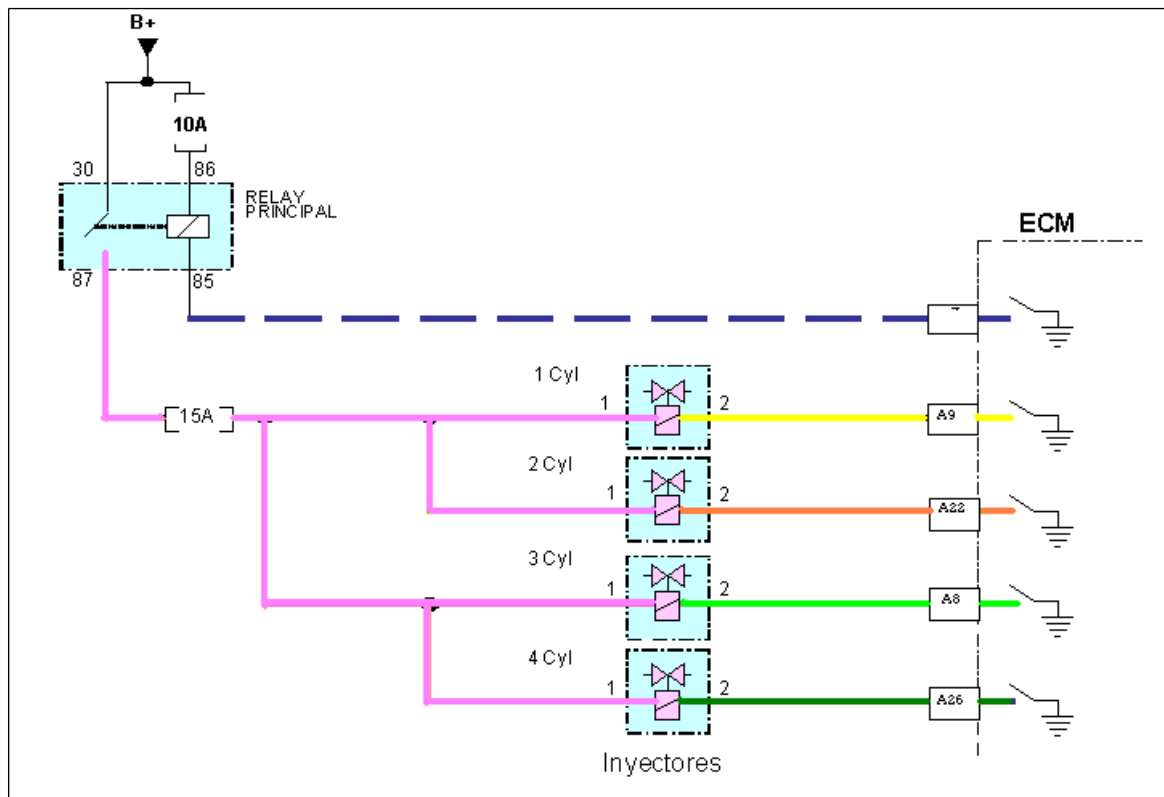 B+
10A
30
86
RELAY
PRINCIPAL
87
85
ECM
1 Cyl
1
2
15A
A9
2 Cyl
1
2
A22
3 Cyl
1
2
A8
4 Cyl
1
2
A26
Inyectores